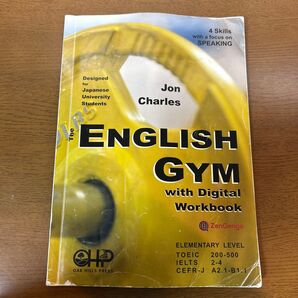 4 Skills
with a focus on
SPEAKING
Designed
for
Japanese
University
Students
Jon
Charles
The
ENGLISH
GYM
with Digital
Workbook
ZenGengo
ELEMENTARY LEVEL
TOEIC 200-500
IELTS 2-4
CEFR-J A2.1-B1.1
OHP
OAK HILLS PRESS